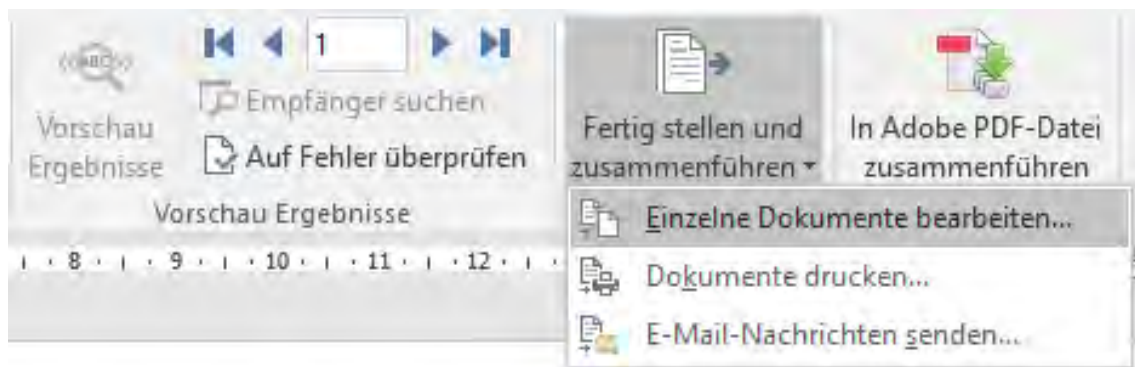 «ABC»
Vorschau
Ergebnisse
1
Empfänger suchen
Auf Fehler überprüfen
Vorschau Ergebnisse
Fertig stellen und
zusammenführen
In Adobe PDF-Datei
zusammenführen
Einzelne Dokumente bearbeiten...
Dokumente drucken...
E-Mail-Nachrichten senden...
8 9 10 11 12